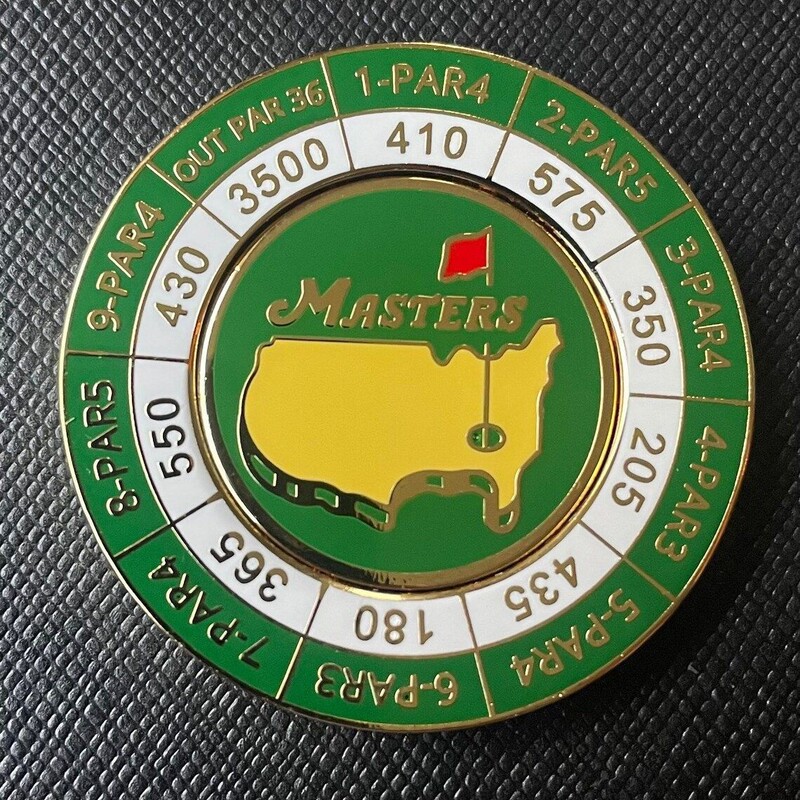 MASTERS
1-PAR4
410
2-PAR5
575
3-PAR4
350
4-PAR3
205
5-PAR4
435
6-PAR3
180
7-PAR4
365
8-PAR5
550
9-PAR4
430
OUT PAR 36
3500